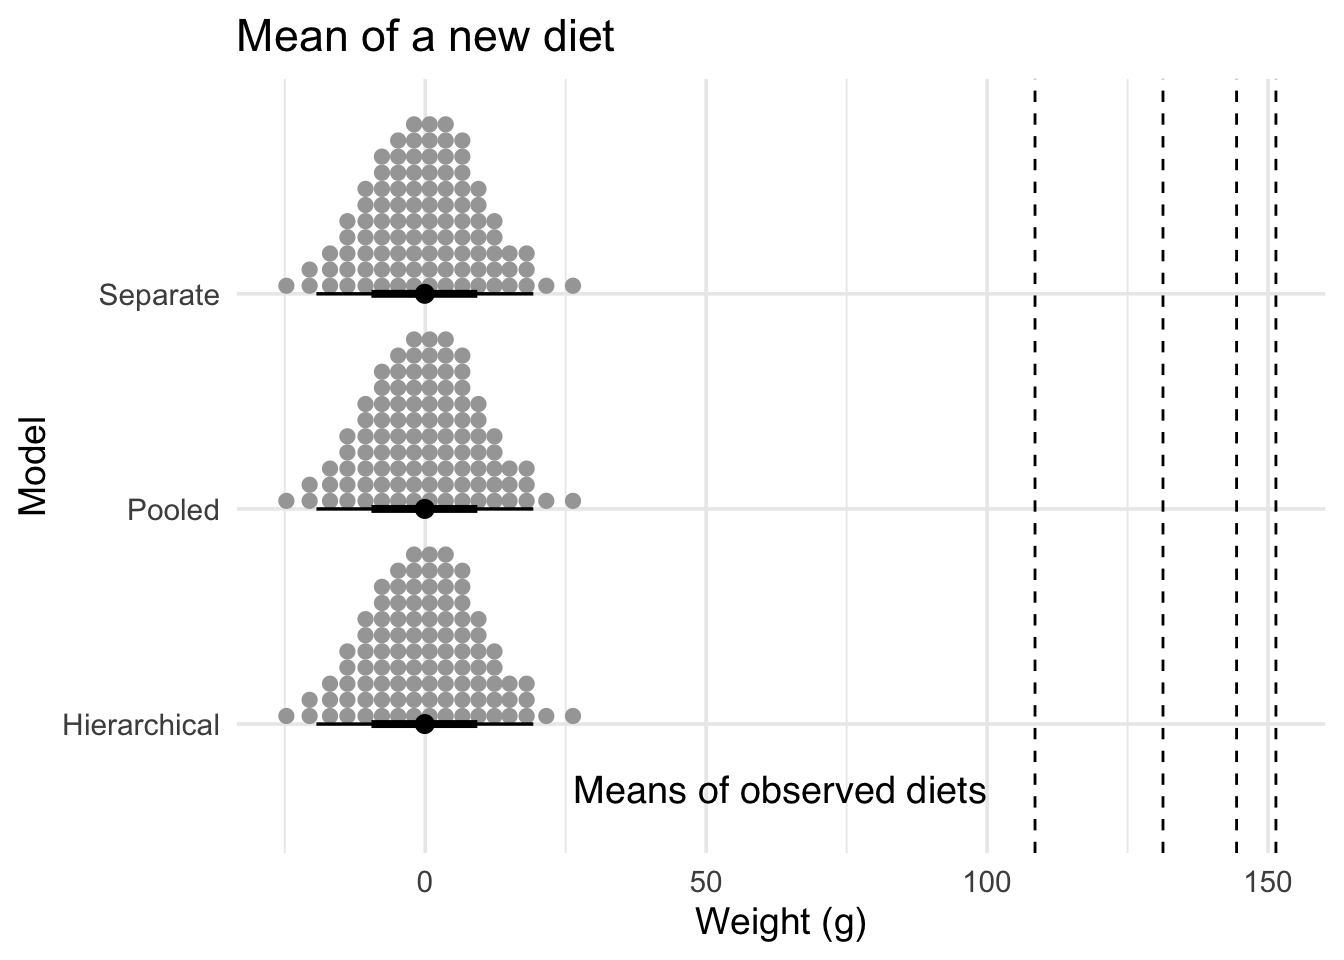 Mean of a new diet
Model
Separate
Pooled
Hierarchical
Means of observed diets
0 50 100 150
Weight (g)